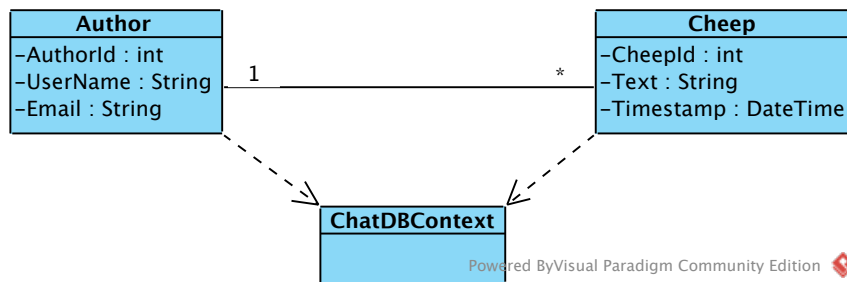 Author
-AuthorId : int
-UserName : String
-Email : String
1
*
Cheep
-CheepId : int
-Text : String
-Timestamp : DateTime
ChatDBContext
Powered ByVisual Paradigm Community Edition